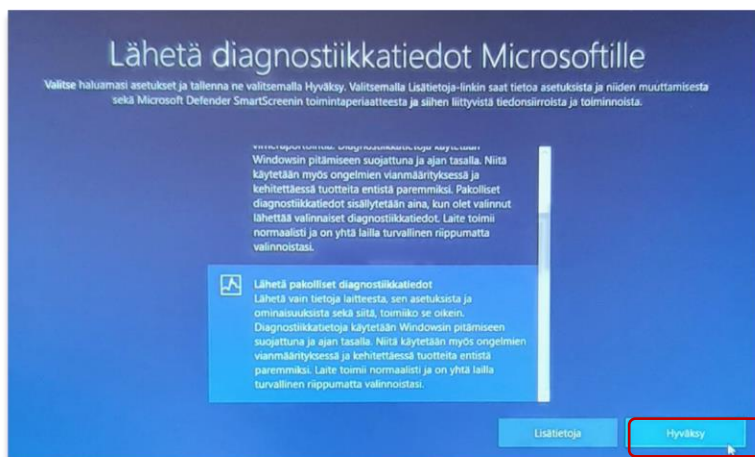 Lähetä diagnostiikkatiedot Microsoftille
Valitse haluamasi asetukset ja tallenna ne valitsemalla Hyväksy. Valitsemalla Lisätietoja-linkin saat tietoa asetuksista ja niiden muuttamisesta
sekä Microsoft Defender SmartScreenin toimintaperiaatteesta ja siihen liittyvistä tiedonsiirroista ja toiminnoista.
Diagnostiikkatietoja käytetään
Windowsin pitämiseen suojattuna ja ajan tasalla. Niitä
käytetään myös ongelmien vianmäärityksessä ja
kehitettäessä tuotteita entistä paremmiksi. Pakolliset
diagnostiikkatiedot sisällytetään aina, kun olet valinnut
lähettää valinnaiset diagnostiikkatiedot. Laite toimii
normaalisti ja on yhtä lailla turvallinen riippumatta
valinnoistasi.
Lähetä pakolliset diagnostiikkatiedot
Lähetä vain tietoja laitteesta, sen asetuksista ja
ominaisuuksista sekä siitä, toimiiko se oikein.
Diagnostiikkatietoja käytetään Windowsin pitämiseen
suojattuna ja ajan tasalla. Niitä käytetään myös ongelmien
vianmäärityksessä ja kehitettäessä tuotteita entistä
paremmiksi. Laite toimii normaalisti ja on yhtä lailla
turvallinen riippumatta valinnoistasi.
Lisätietoja
Hyväksy